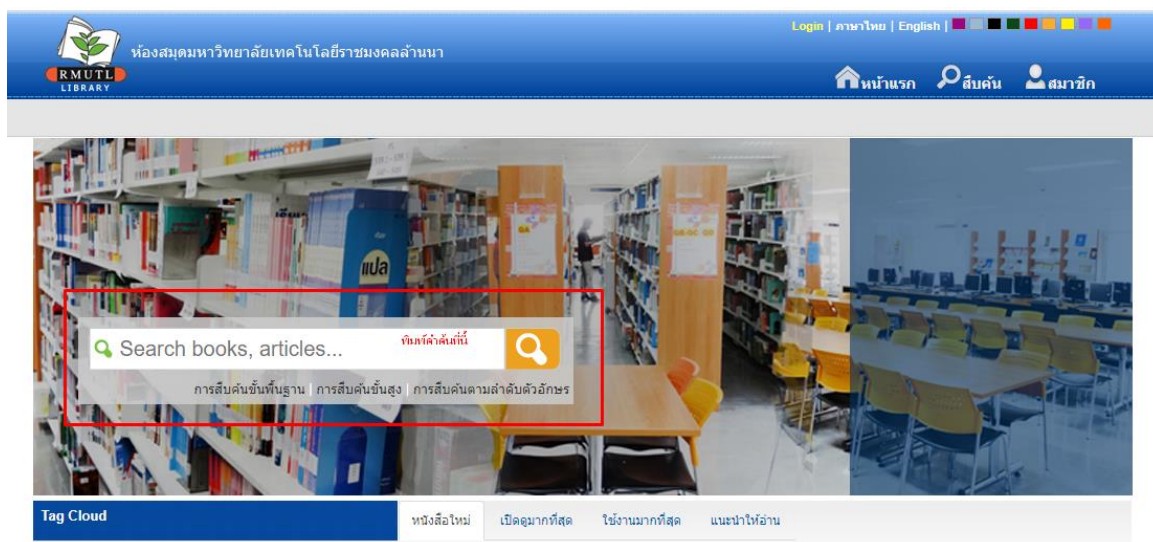 Login | ภาษาไทย | English |
ห้องสมุดมหาวิทยาลัยเทคโนโลยีราชมงคลล้านนา
RMUTL
LIBRARY
หน้าแรก สืบค้น สมาชิก
แปล
GA
Search books, articles... พิมพ์คำค้นที่นี้
การสืบค้นขั้นพื้นฐาน | การสืบค้นขั้นสูง | การสืบค้นตามลำดับตัวอักษร
Tag Cloud
หนังสือใหม่ เปิดดูมากที่สุด ใช้งานมากที่สุด แนะนำให้อ่าน